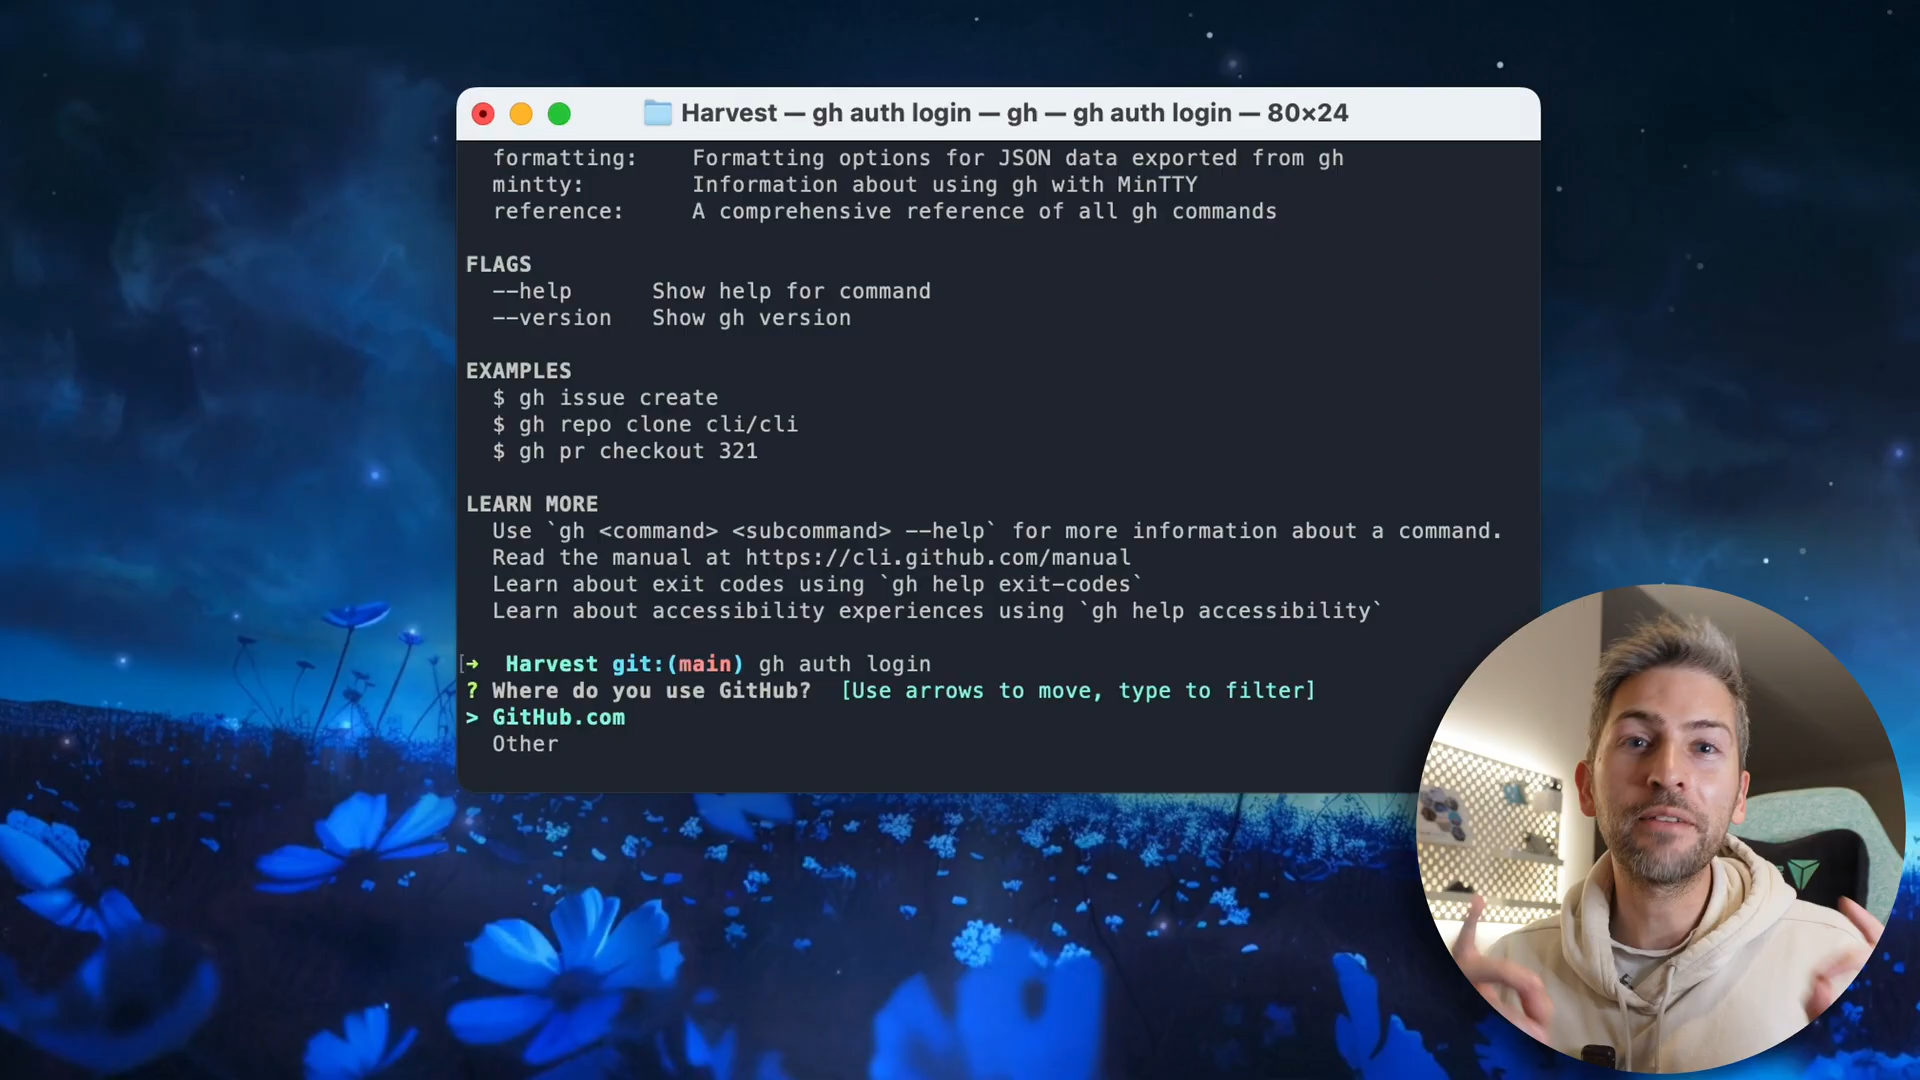 Harvest — gh auth login — gh — gh auth login — 80×24
formatting: Formatting options for JSON data exported from gh
mintty: Information about using gh with MinTTY
reference: A comprehensive reference of all gh commands
FLAGS
--help Show help for command
--version Show gh version
EXAMPLES
$ gh issue create
$ gh repo clone cli/cli
$ gh pr checkout 321
LEARN MORE
Use `gh <command> <subcommand> --help` for more information about a command.
Read the manual at https://cli.github.com/manual
Learn about exit codes using `gh help exit-codes`
Learn about accessibility experiences using `gh help accessibility`
[➜ Harvest git:(main) gh auth login
? Where do you use GitHub? [Use arrows to move, type to filter]
> GitHub.com
Other